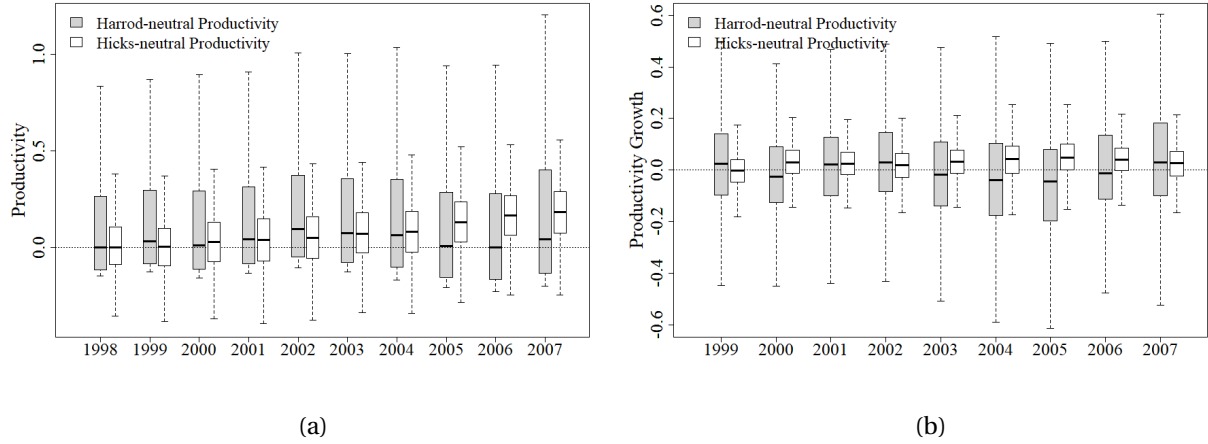 Harrod-neutral Productivity
Hicks-neutral Productivity
Productivity
1.0
0.5
0.0
1998 1999 2000 2001 2002 2003 2004 2005 2006 2007
(a)
Harrod-neutral Productivity
Hicks-neutral Productivity
Productivity Growth
0.6
0.4
0.2
0.0
-0.2
-0.4
-0.6
1999 2000 2001 2002 2003 2004 2005 2006 2007
(b)